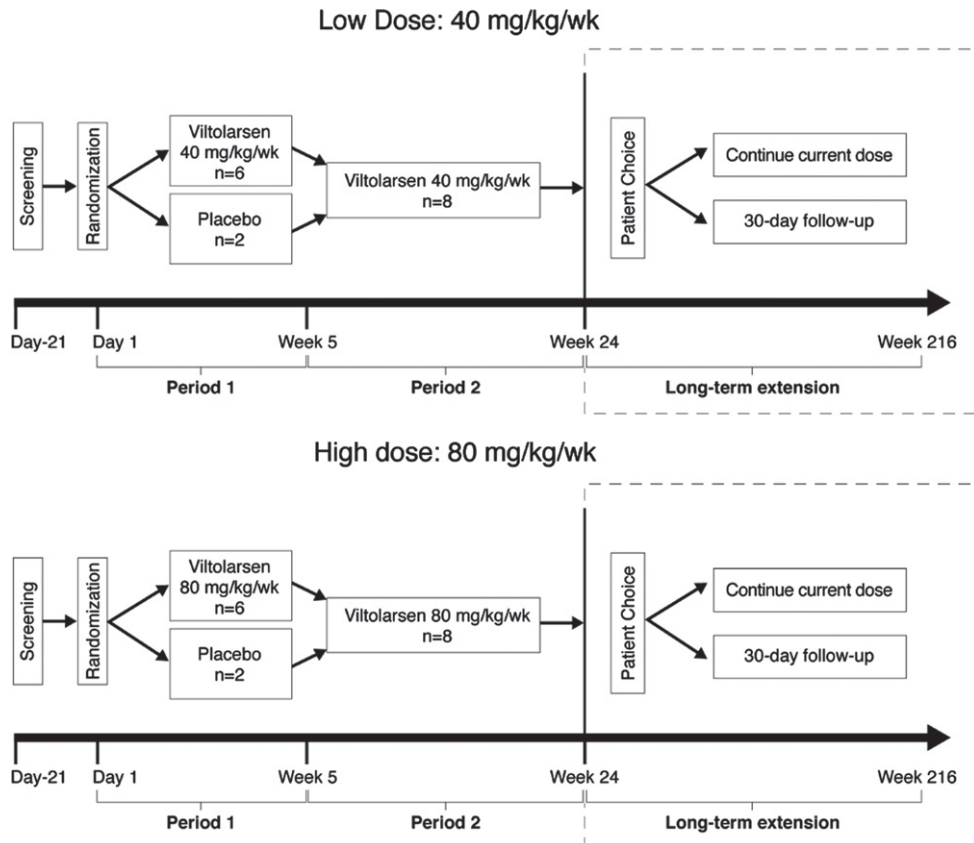 Low Dose: 40 mg/kg/wk
Screening
Randomization
Viltolarsen
40 mg/kg/wk
n=6
Placebo
n=2
Viltolarsen 40 mg/kg/wk
n=8
Patient Choice
Continue current dose
30-day follow-up
Day-21 Day 1 Week 5 Week 24 Week 216
Period 1 Period 2 Long-term extension
High dose: 80 mg/kg/wk
Screening
Randomization
Viltolarsen
80 mg/kg/wk
n=6
Placebo
n=2
Viltolarsen 80 mg/kg/wk
n=8
Patient Choice
Continue current dose
30-day follow-up
Day-21 Day 1 Week 5 Week 24 Week 216
Period 1 Period 2 Long-term extension